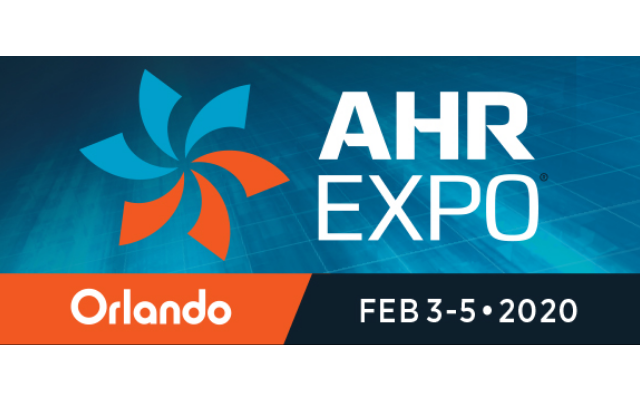 AHR
EXPO®
Orlando
FEB 3-5•2020